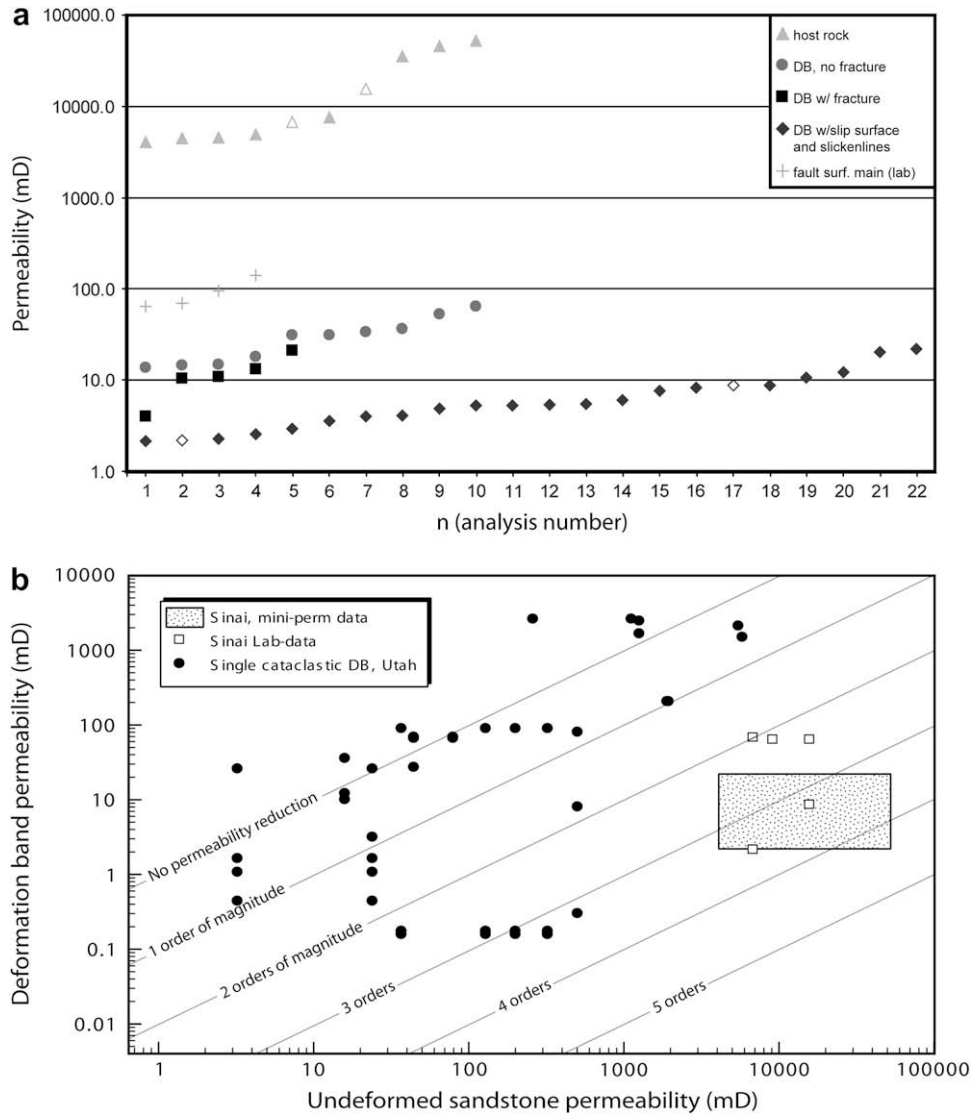 a
100000.0
10000.0
1000.0
100.0
10.0
1.0
Permeability (mD)
host rock
DB, no fracture
DB w/ fracture
DB w/slip surface
and slickenlines
fault surf. main (lab)
1 2 3 4 5 6 7 8 9 10 11 12 13 14 15 16 17 18 19 20 21 22
n (analysis number)
b
10000
1000
100
10
1
0.1
0.01
Deformation band permeability (mD)
Sinai, mini-perm data
Sinai Lab-data
Single cataclastic DB, Utah
No permeability reduction
1 order of magnitude
2 orders of magnitude
3 orders
4 orders
5 orders
1 10 100 1000 10000 100000
Undeformed sandstone permeability (mD)